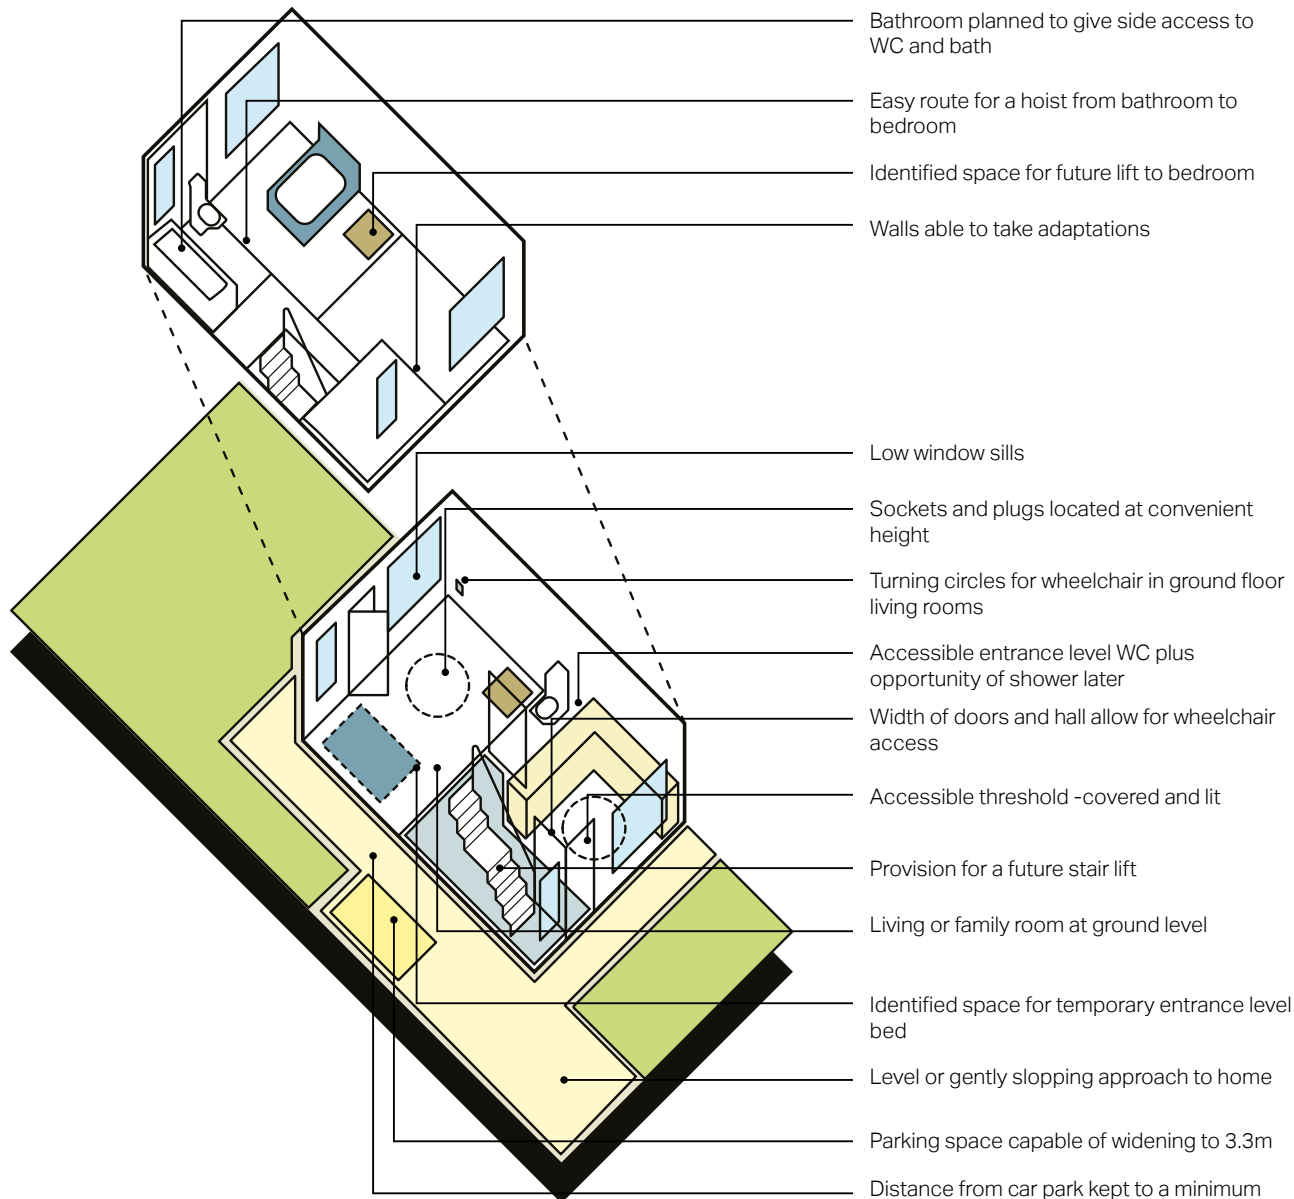 Bathroom planned to give side access to
WC and bath
Easy route for a hoist from bathroom to
bedroom
Identified space for future lift to bedroom
Walls able to take adaptations
Low window sills
Sockets and plugs located at convenient
height
Turning circles for wheelchair in ground floor
living rooms
Accessible entrance level WC plus
opportunity of shower later
Width of doors and hall allow for wheelchair
access
Accessible threshold -covered and lit
Provision for a future stair lift
Living or family room at ground level
Identified space for temporary entrance level
bed
Level or gently slopping approach to home
Parking space capable of widening to 3.3m
Distance from car park kept to a minimum